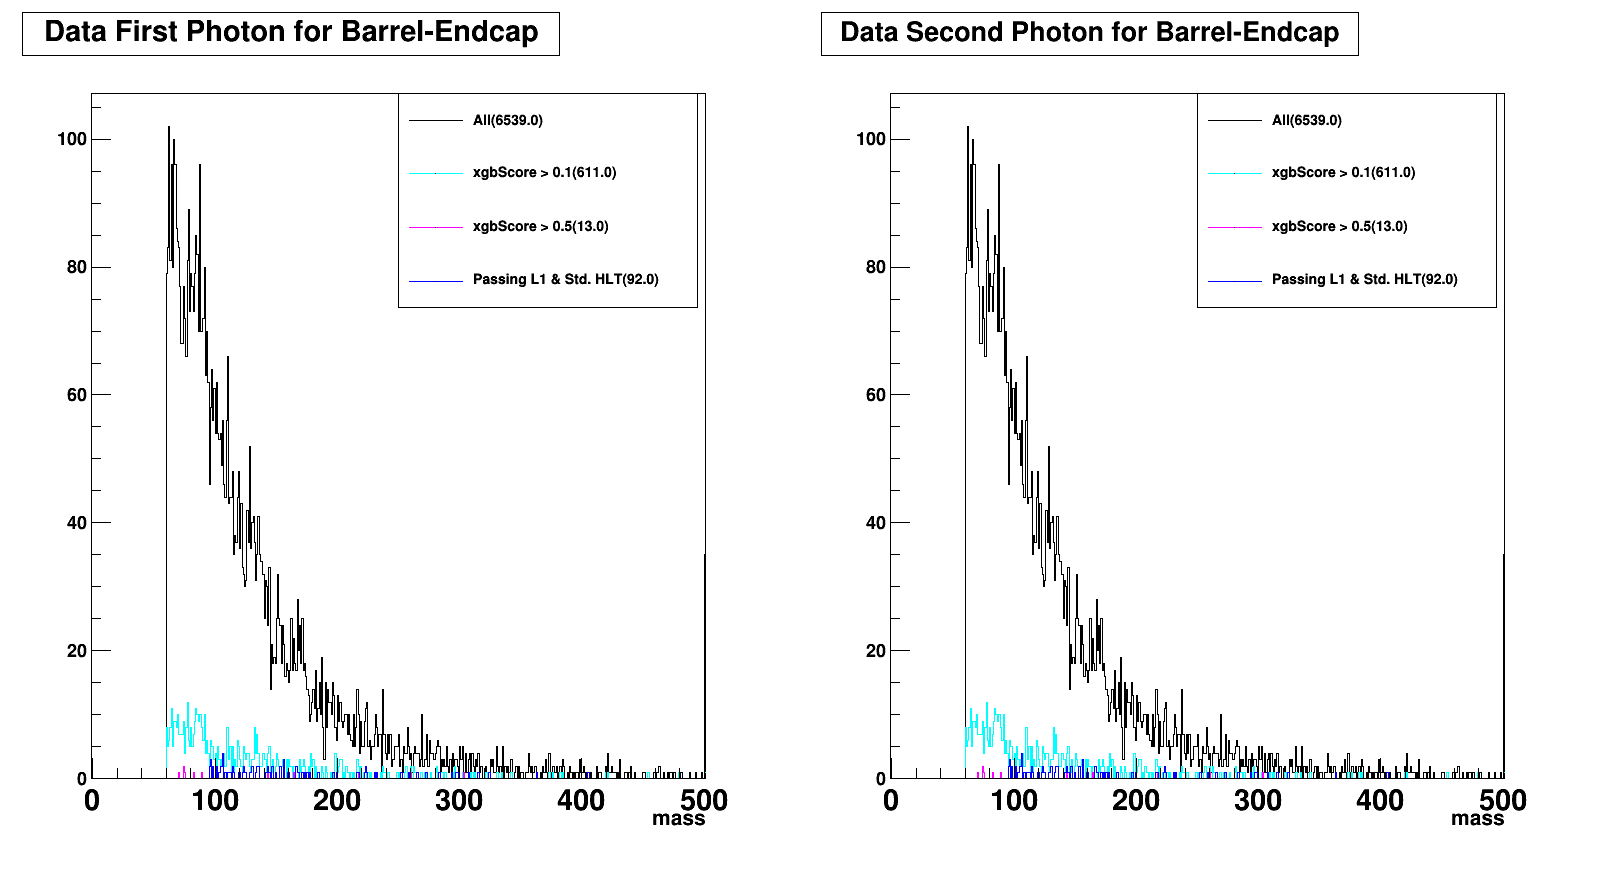 Data First Photon for Barrel-Endcap
All(6539.0)
xgbScore > 0.1(611.0)
xgbScore > 0.5(13.0)
Passing L1 & Std. HLT(92.0)
100
80
60
40
20
0
0 100 200 300 400 500
mass
Data Second Photon for Barrel-Endcap
All(6539.0)
xgbScore > 0.1(611.0)
xgbScore > 0.5(13.0)
Passing L1 & Std. HLT(92.0)
100
80
60
40
20
0
0 100 200 300 400 500
mass